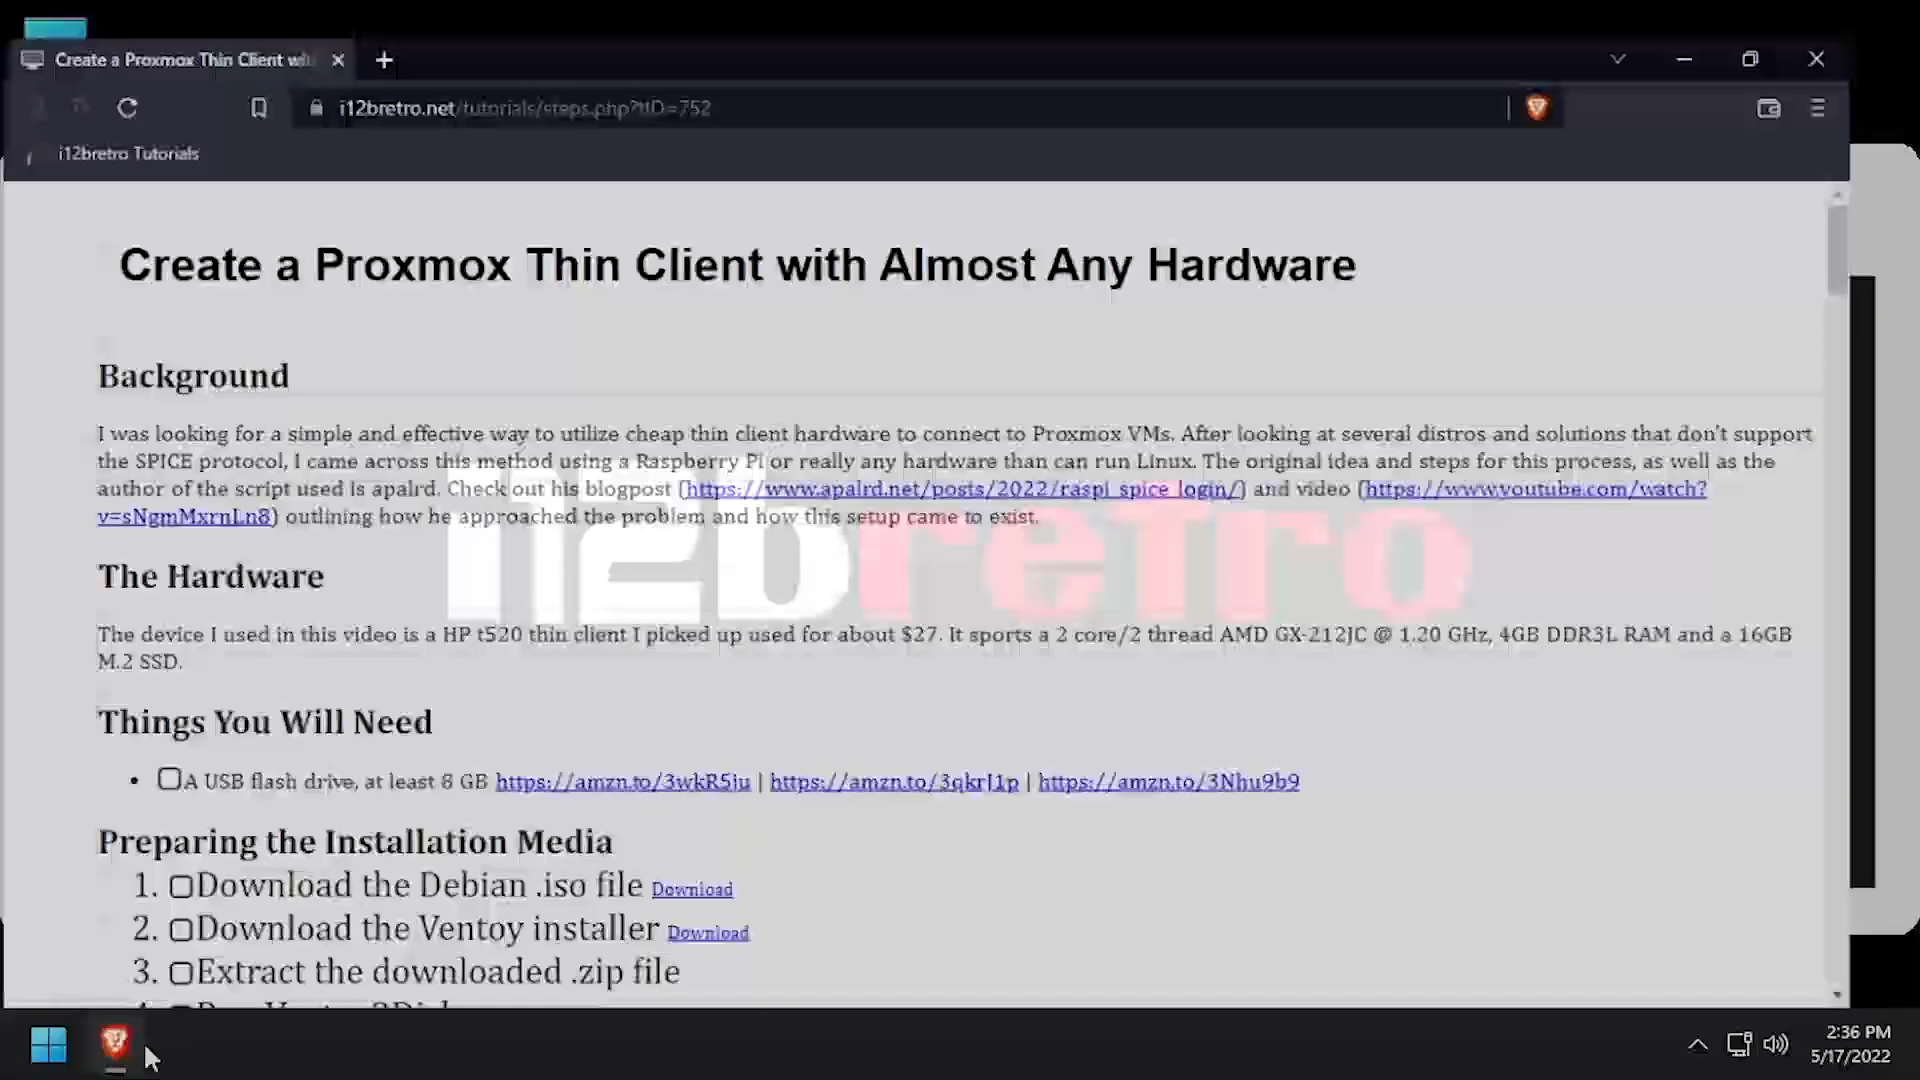 Create a Proxmox Thin Client with
i12bretro.net/tutorials/steps.php?tID=752
i12bretro Tutorials
Create a Proxmox Thin Client with Almost Any Hardware
Background
I was looking for a simple and effective way to utilize cheap thin client hardware to connect to Proxmox VMs. After looking at several distros and solutions that don't support
the SPICE protocol, I came across this method using a Raspberry Pi or really any hardware than can run Linux. The original idea and steps for this process, as well as the
author of the script used is apalrd. Check out his blogpost (https://www.apalrd.net/posts/2022/raspi_spice_login/) and video (https://www.youtube.com/watch?
v=sNgmMxrnLn8) outlining how he approached the problem and how this setup came to exist.
i12bretro
The Hardware
The device I used in this video is a HP t520 thin client I picked up used for about $27. It sports a 2 core/2 thread AMD GX-212JC @ 1.20 GHz, 4GB DDR3L RAM and a 16GB
M.2 SSD.
Things You Will Need
• A USB flash drive, at least 8 GB https://amzn.to/3wkR5ju | https://amzn.to/3qkrJ1p | https://amzn.to/3Nhu9b9
Preparing the Installation Media
1. Download the Debian .iso file Download
2. Download the Ventoy installer Download
3. Extract the downloaded .zip file
2:36 PM
5/17/2022